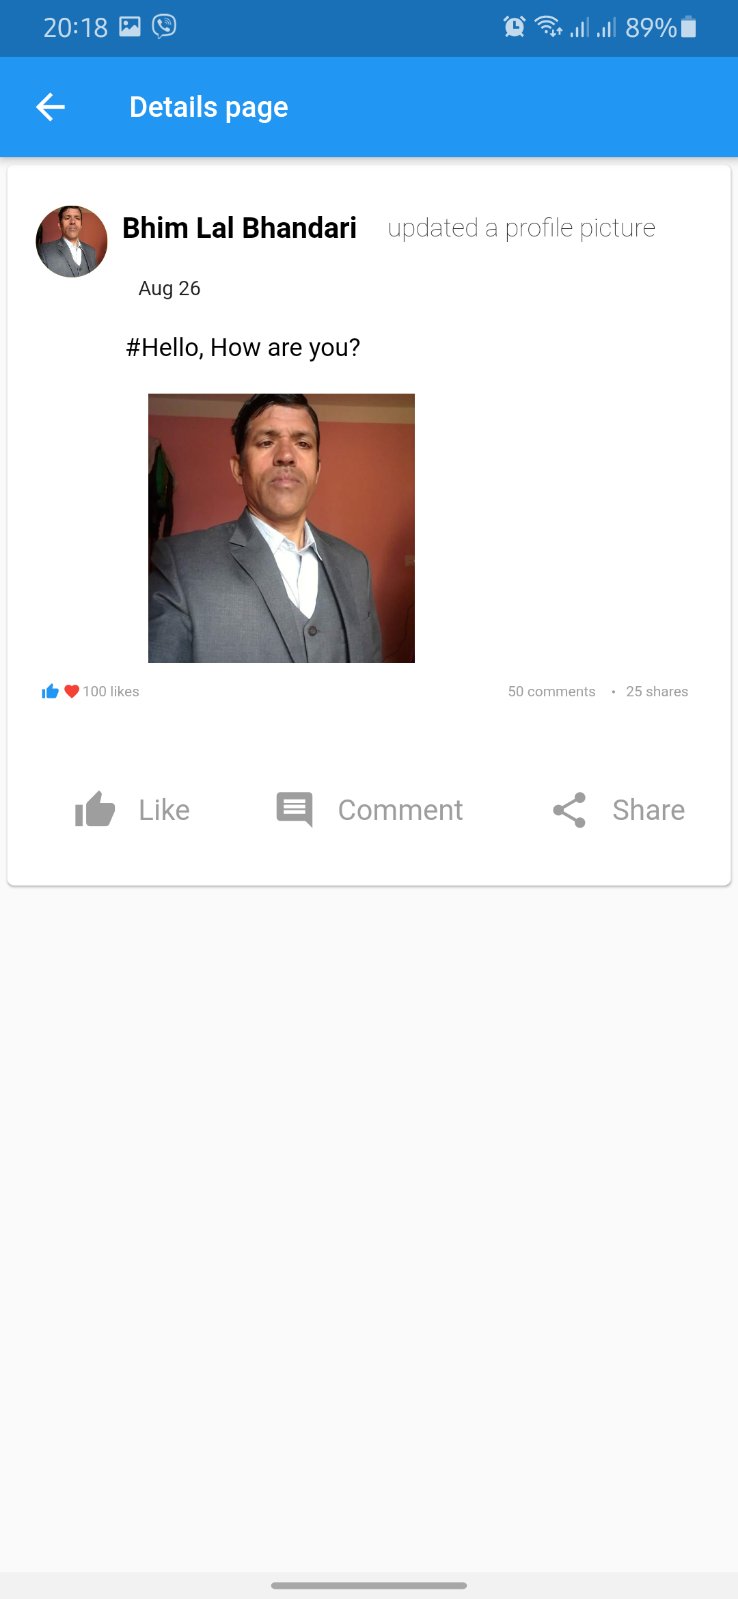 20:18 89%
Details page
Bhim Lal Bhandari updated a profile picture
Aug 26
#Hello, How are you?
100 likes 50 comments • 25 shares
Like Comment Share